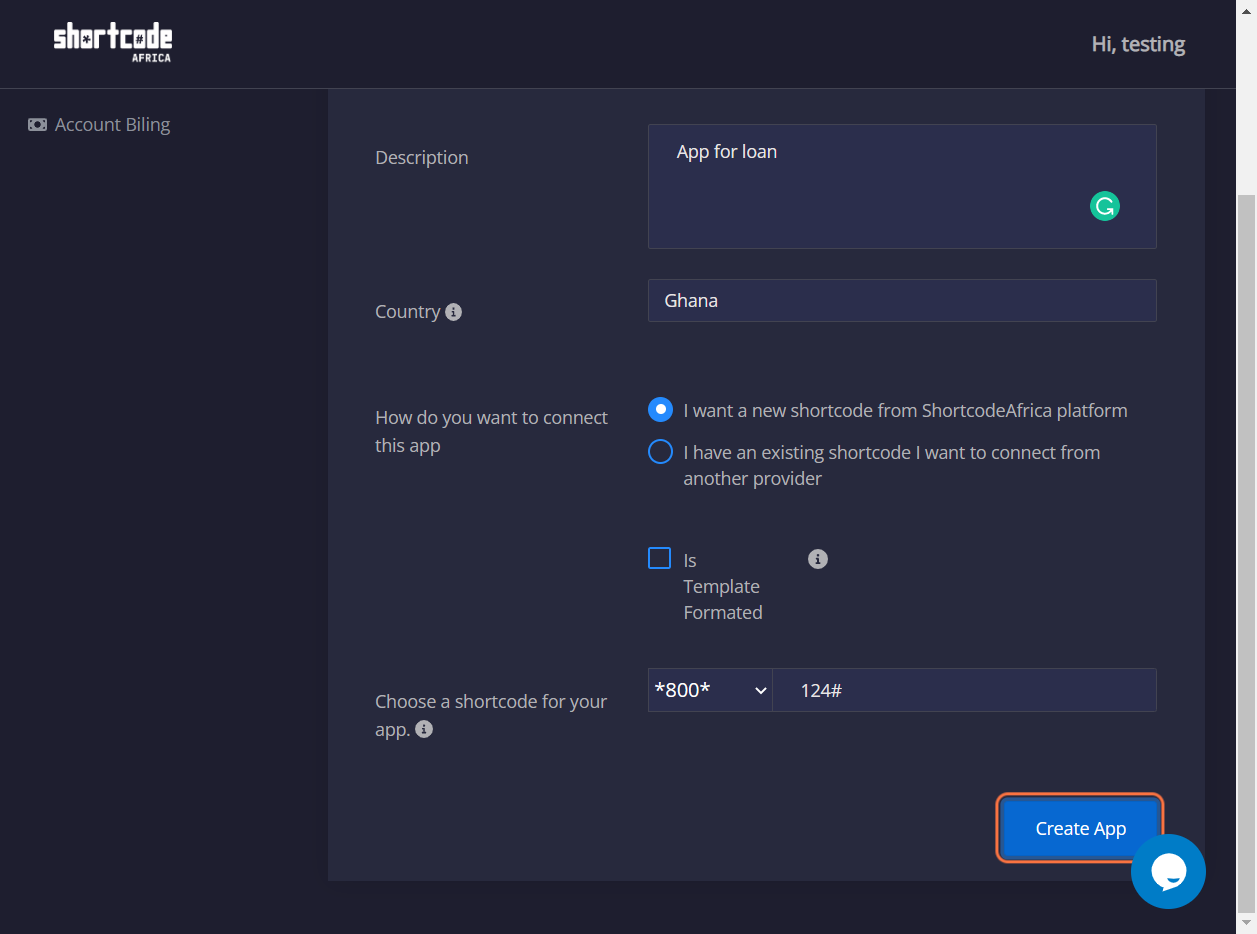 shortcode
AFRICA
Hi, testing
Account Biling
Description
App for loan
Country
Ghana
How do you want to connect
this app
I want a new shortcode from ShortcodeAfrica platform
I have an existing shortcode I want to connect from
another provider
Is
Template
Formated
Choose a shortcode for your
app.
*800*
124#
Create App